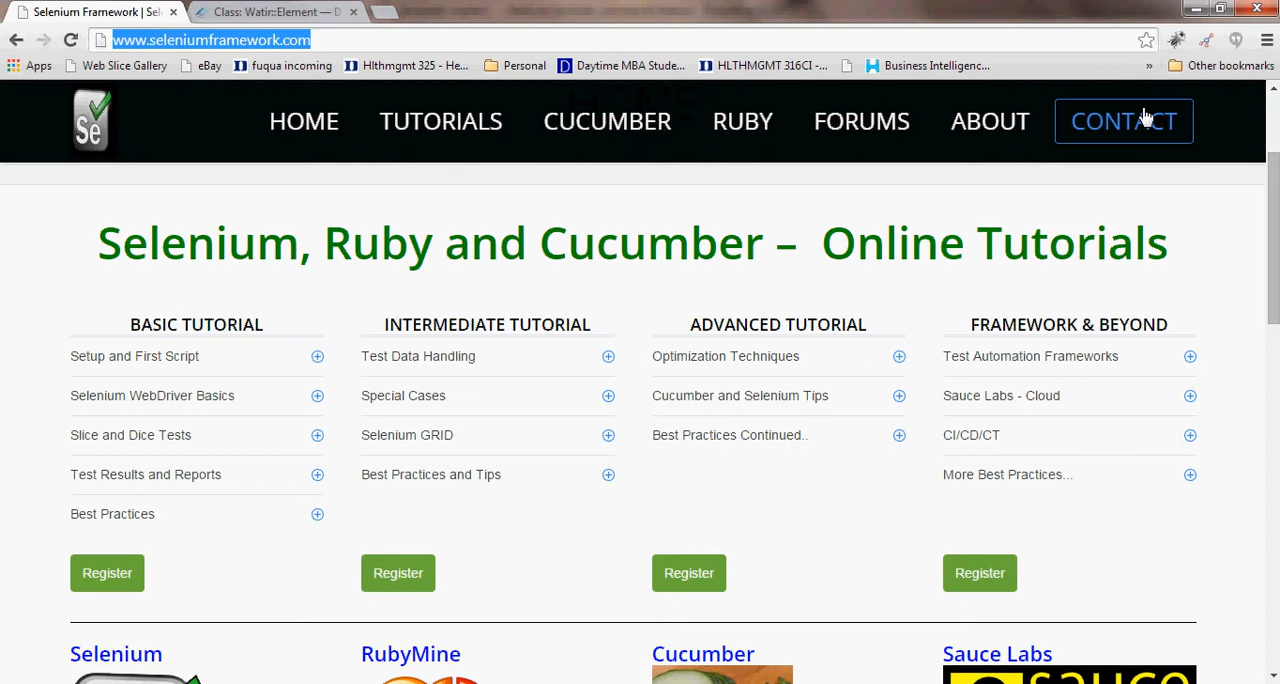 Selenium Framework | Sel
Class: Watir::Element — D
www.seleniumframework.com
Apps Web Slice Gallery eBay fuqua incoming Hlthmgmt 325 - He... Personal Daytime MBA Stude... HLTHMGMT 316CI -... Business Intelligenc... » Other bookmarks
Se HOME TUTORIALS CUCUMBER RUBY FORUMS ABOUT CONTACT
Selenium, Ruby and Cucumber – Online Tutorials
BASIC TUTORIAL
Setup and First Script
Selenium WebDriver Basics
Slice and Dice Tests
Test Results and Reports
Best Practices
Register
INTERMEDIATE TUTORIAL
Test Data Handling
Special Cases
Selenium GRID
Best Practices and Tips
Register
ADVANCED TUTORIAL
Optimization Techniques
Cucumber and Selenium Tips
Best Practices Continued..
Register
FRAMEWORK & BEYOND
Test Automation Frameworks
Sauce Labs - Cloud
CI/CD/CT
More Best Practices...
Register
Selenium
RubyMine
Cucumber
Sauce Labs
sauce